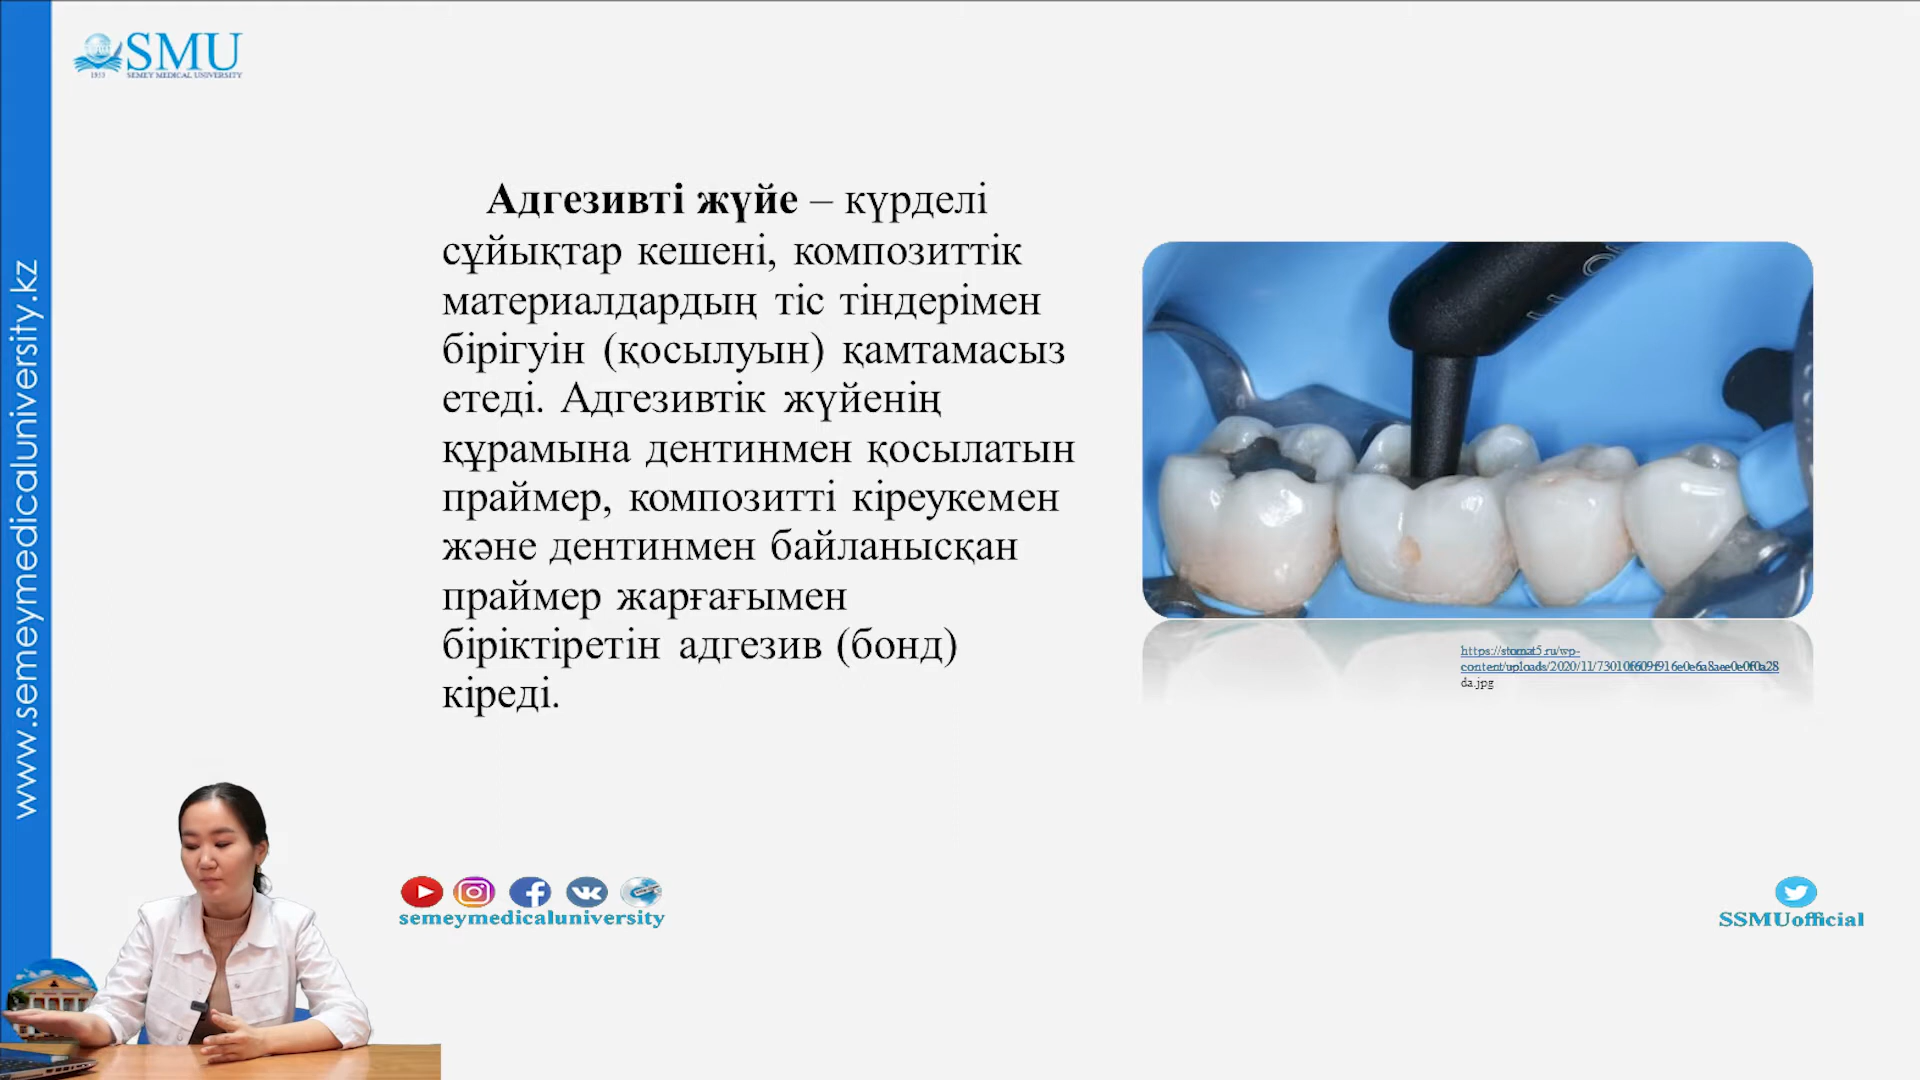 SMU
1953
SEMEY MEDICAL UNIVERSITY
www.semeymedicaluniversity.kz
Адгезивті жүйе – күрделі
сұйықтар кешені, композиттік
материалдардың тіс тіндерімен
бірігуін (қосылуын) қамтамасыз
етеді. Адгезивтік жүйенің
құрамына дентинмен қосылатын
праймер, композитті кіреукемен
және дентинмен байланысқан
праймер жарғағымен
біріктіретін адгезив (бонд)
кіреді.
https://stomat5.ru/wp-
content/uploads/2020/11/73010f609f916e0e6a8aee0e0f0a28
da.jpg
semeymedicaluniversity
SSMUofficial